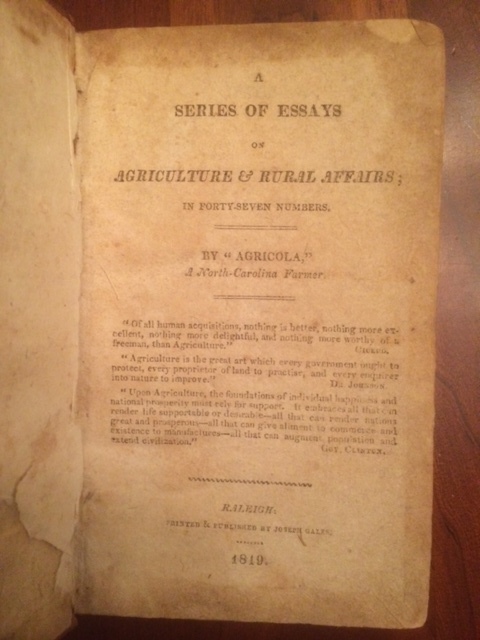 A
SERIES OF ESSAYS
ON
AGRICULTURE & RURAL AFFAIRS;
IN FORTY-SEVEN NUMBERS.
BY "AGRICOLA,"
A North-Carolina Farmer.
"Of all human acquisitions, nothing is better, nothing more ex-
cellent, nothing more delightful, and nothing more worthy of a
freeman, than Agriculture."
CICERO.
"Agriculture is the great art which every government ought to
protect, every proprietor of land to practise, and every enquirer
into nature to improve."
DR. JOHNSON.
"Upon Agriculture, the foundations of individual happiness and
national prosperity must rely for support. It embraces all that can
render life supportable or desirable—all that can render nations
great and prosperous—all that can give aliment to commerce and
existence to manufactures—all that can augment population and
extend civilization."
GOV. CLINTON.
RALEIGH:
PRINTED & PUBLISHED BY JOSEPH GALES,
1819.